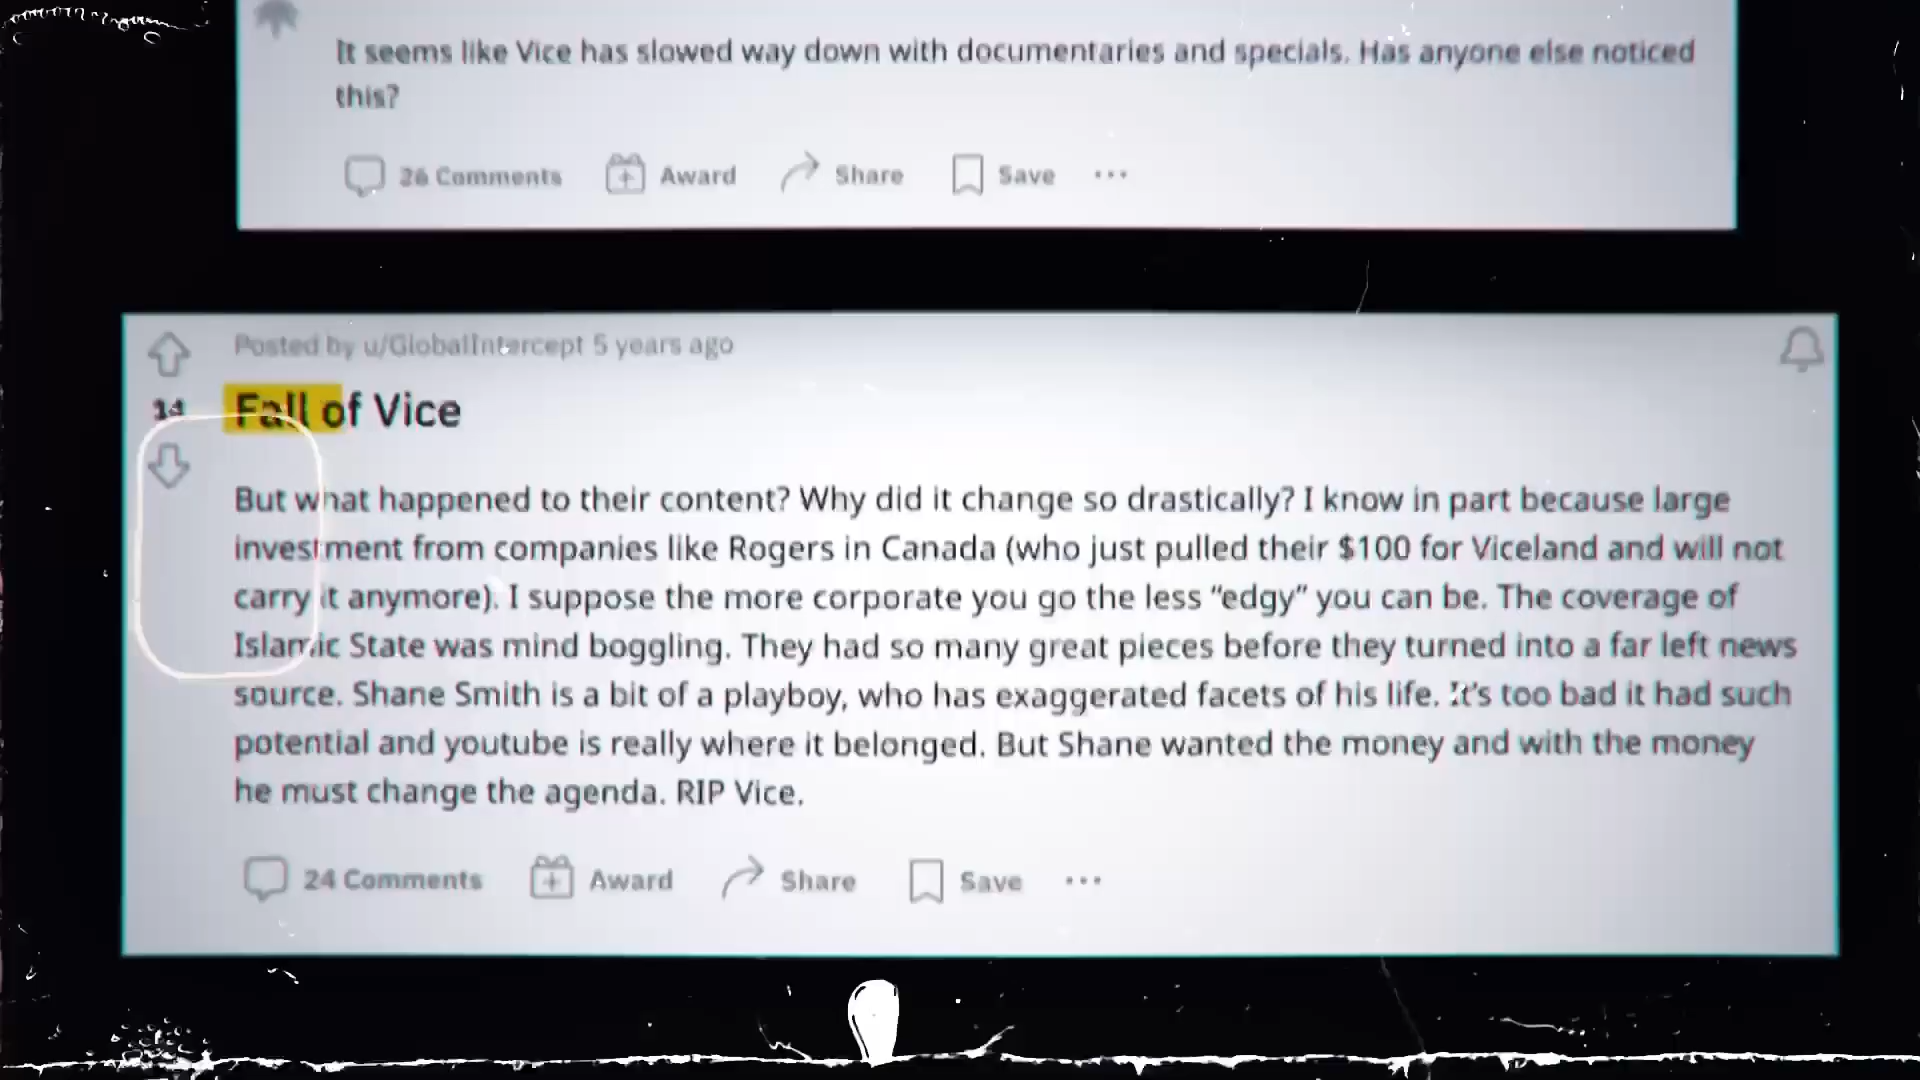 It seems like Vice has slowed way down with documentaries and specials. Has anyone else noticed
this?
26 Comments Award Share Save
Posted by u/GlobalIntercept 5 years ago
14
Fall of Vice
But what happened to their content? Why did it change so drastically? I know in part because large
investment from companies like Rogers in Canada (who just pulled their $100 for Viceland and will not
carry it anymore). I suppose the more corporate you go the less “edgy” you can be. The coverage of
Islamic State was mind boggling. They had so many great pieces before they turned into a far left news
source. Shane Smith is a bit of a playboy, who has exaggerated facets of his life. It's too bad it had such
potential and youtube is really where it belonged. But Shane wanted the money and with the money
he must change the agenda. RIP Vice.
24 Comments Award Share Save